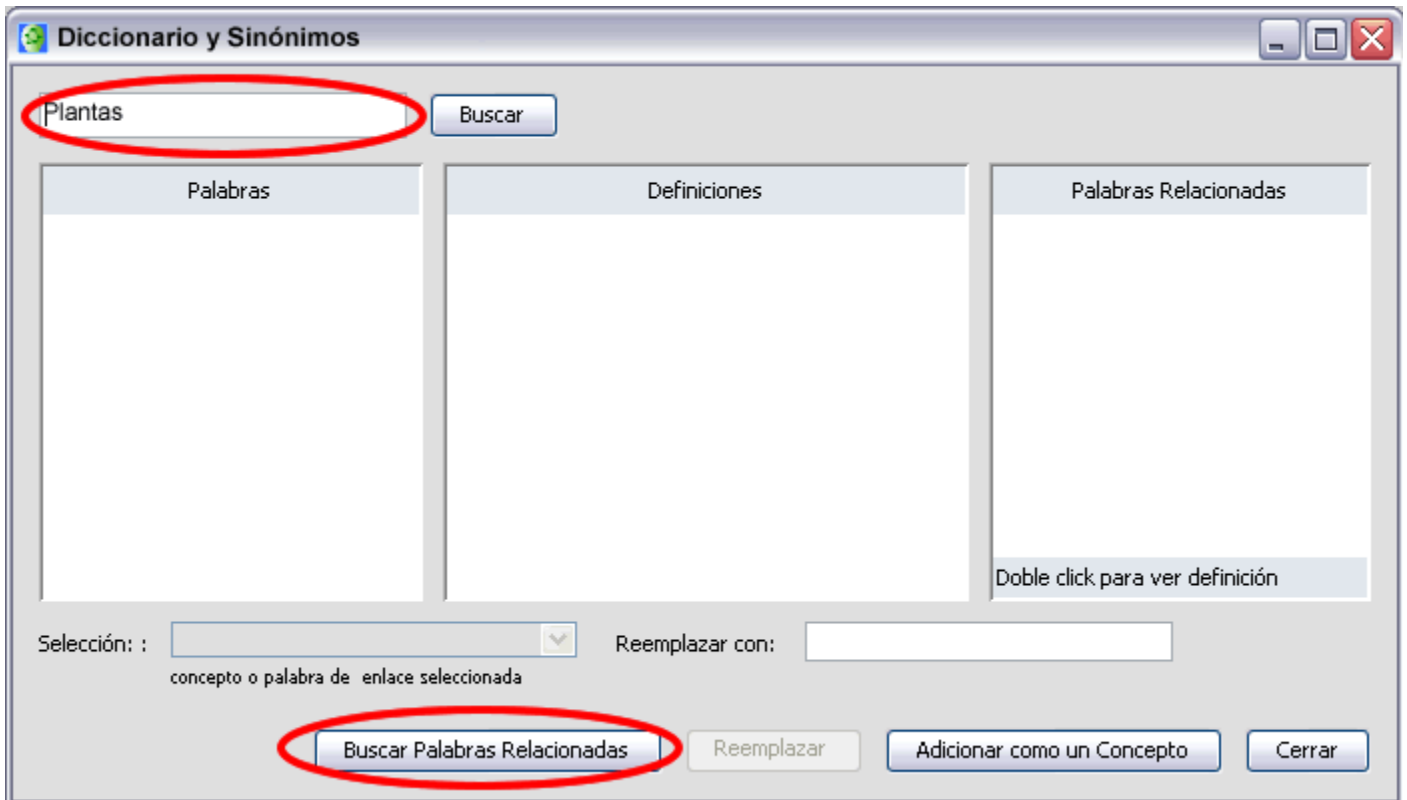 Diccionario y Sinónimos
Plantas
Buscar
Palabras
Definiciones
Palabras Relacionadas
Doble click para ver definición
Selección: :
Reemplazar con:
concepto o palabra de enlace seleccionada
Buscar Palabras Relacionadas
Reemplazar
Adicionar como un Concepto
Cerrar